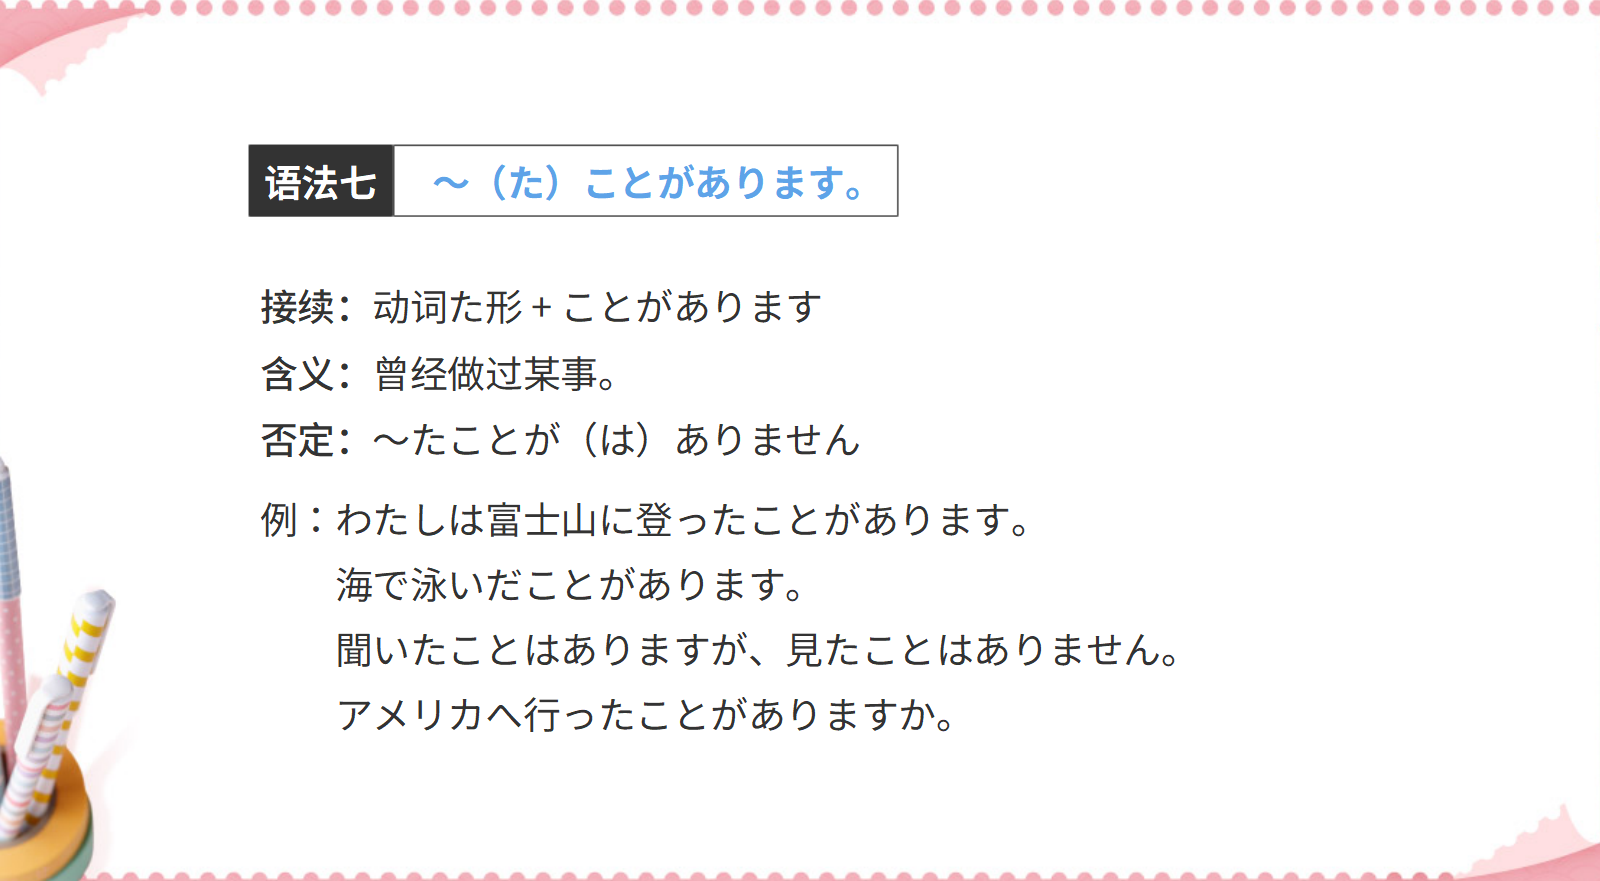 语法七 ～（た）ことがあります。
接续：动词た形 + ことがあります
含义：曾经做过某事。
否定：～たことが（は）ありません
例：わたしは富士山に登ったことがあります。
海で泳いだことがあります。
聞いたことはありますが、見たことはありません。
アメリカへ行ったことがありますか。